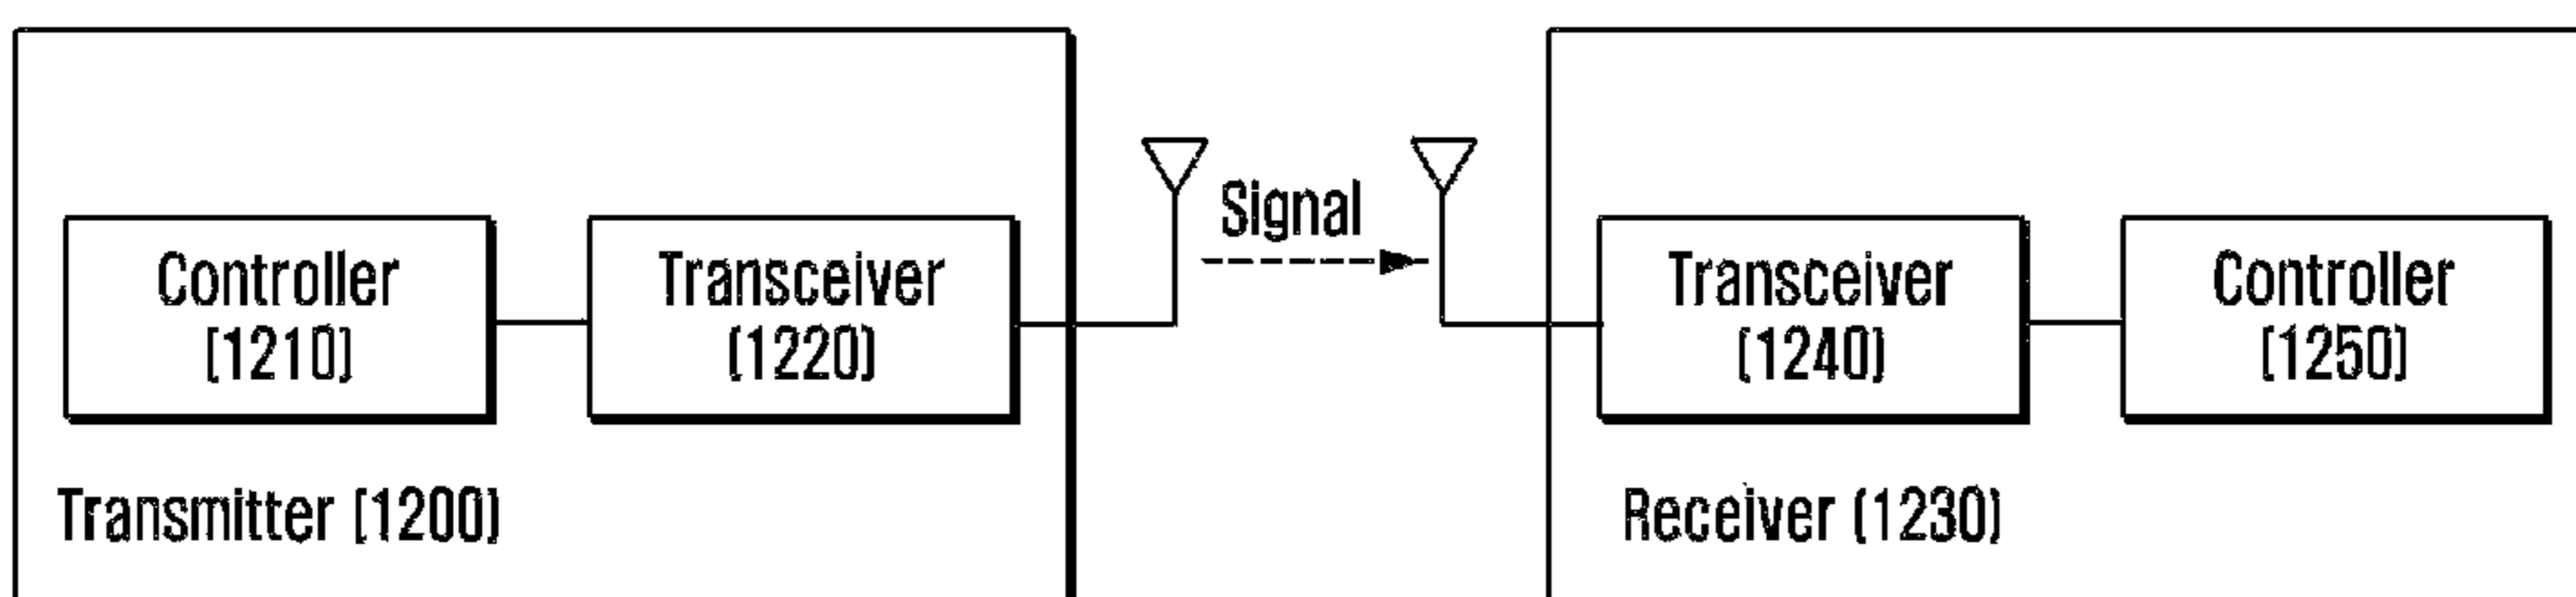 Controller
(1210)
Transceiver
(1220)
Transmitter (1200)
Signal
Transceiver
(1240)
Controller
(1250)
Receiver (1230)